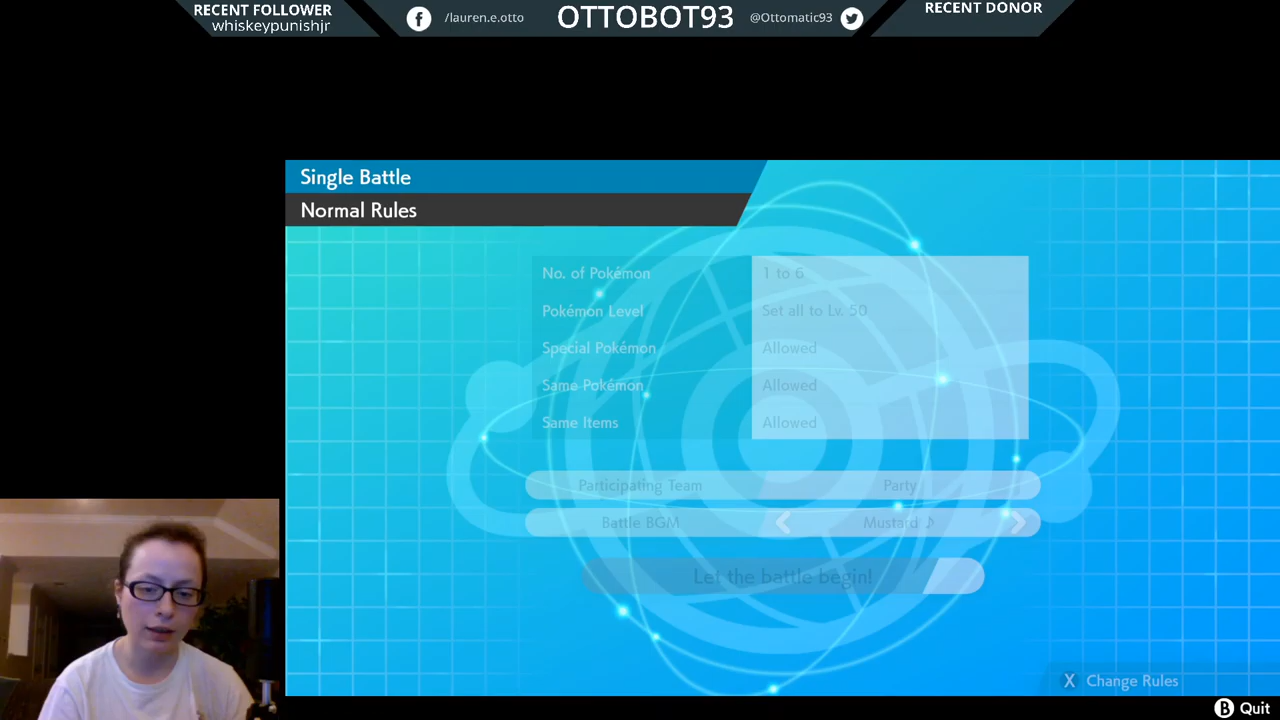 RECENT FOLLOWER
whiskeypunishjr
/lauren.e.otto
OTTOBOT93
@Ottomatic93
RECENT DONOR
Single Battle
Normal Rules
No. of Pokémon 1 to 6
Pokémon Level Set all to Lv. 50
Special Pokémon Allowed
Same Pokémon Allowed
Same Items Allowed
Participating Team Party
Battle BGM Mustard ♪
Let the battle begin!
X Change Rules
B Quit